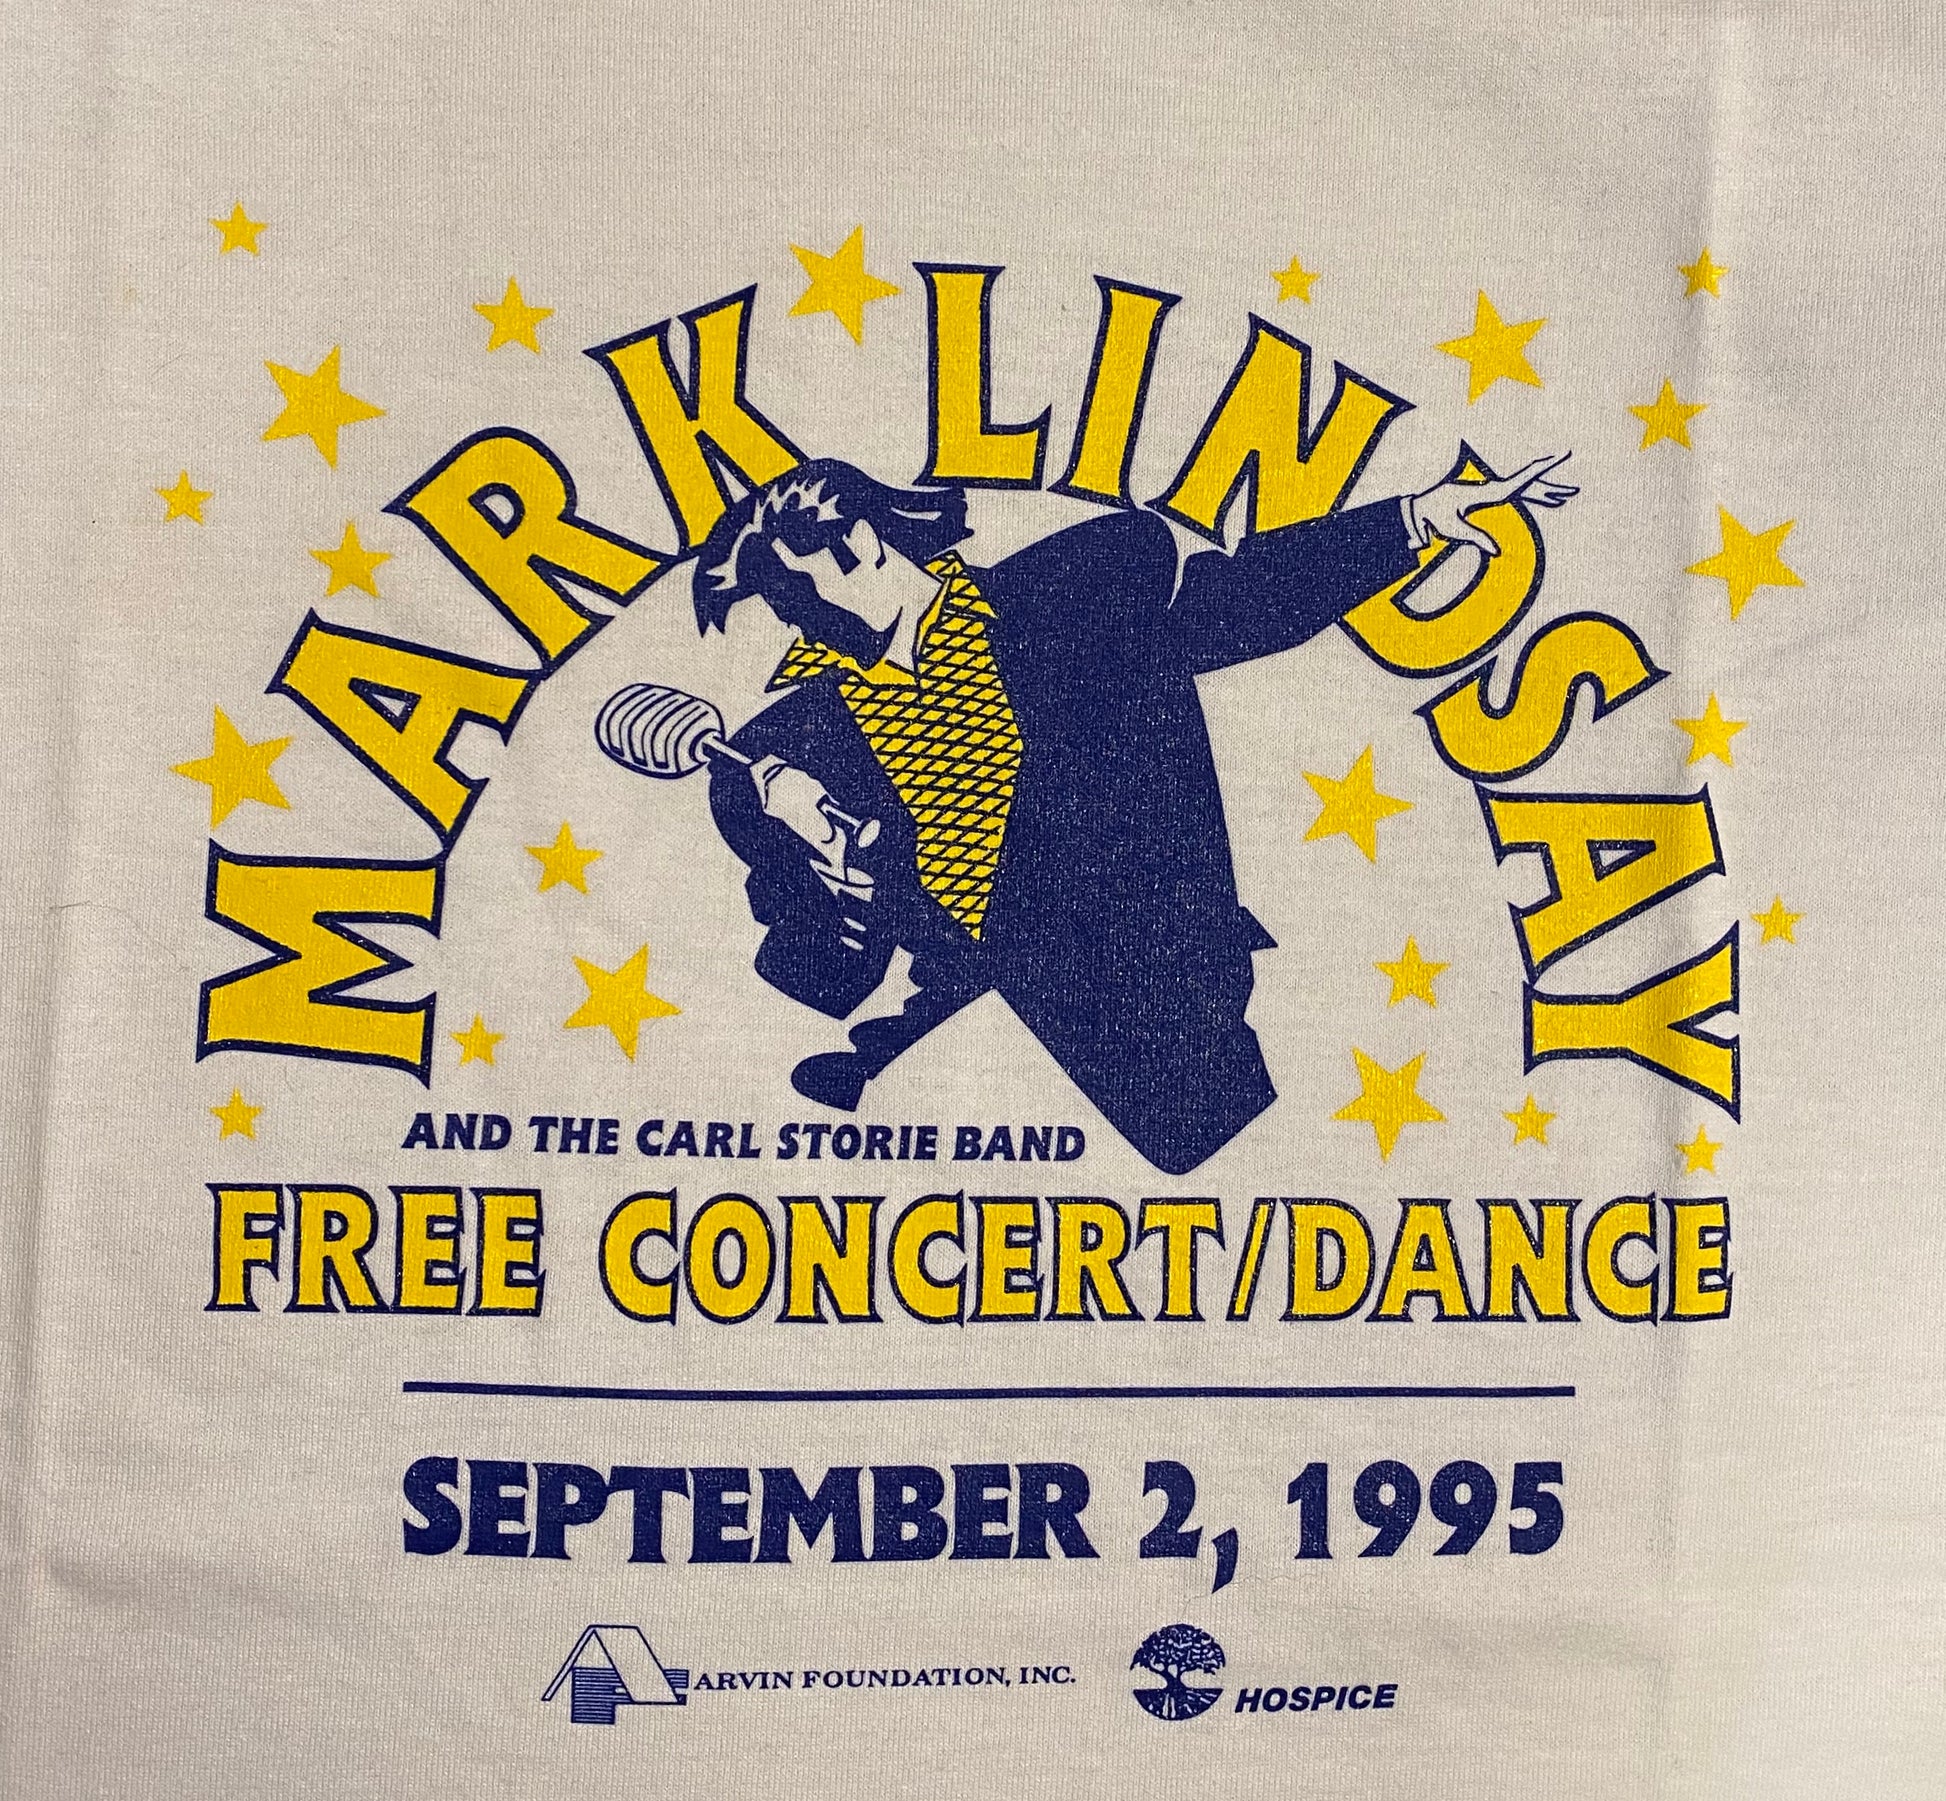 MARK LINDSAY
AND THE CARL STORIE BAND
FREE CONCERT/DANCE
SEPTEMBER 2, 1995
ARVIN FOUNDATION, INC.
HOSPICE